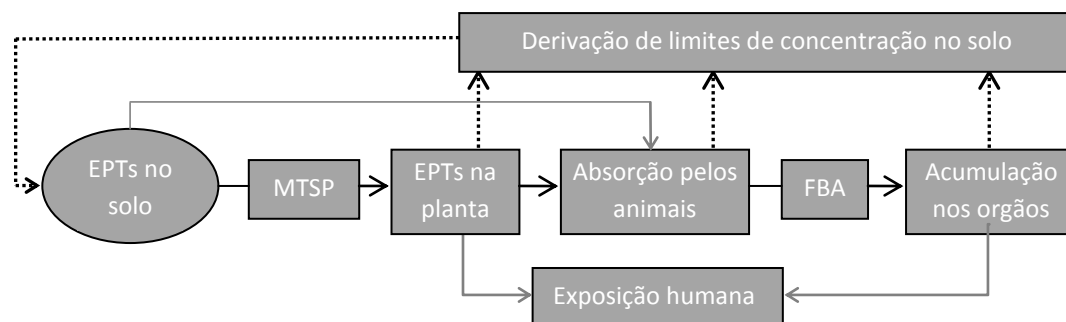 Derivação de limites de concentração no solo
EPTs no
solo
MTSP
EPTs na
planta
Absorção pelos
animais
FBA
Acumulação
nos orgãos
Exposição humana